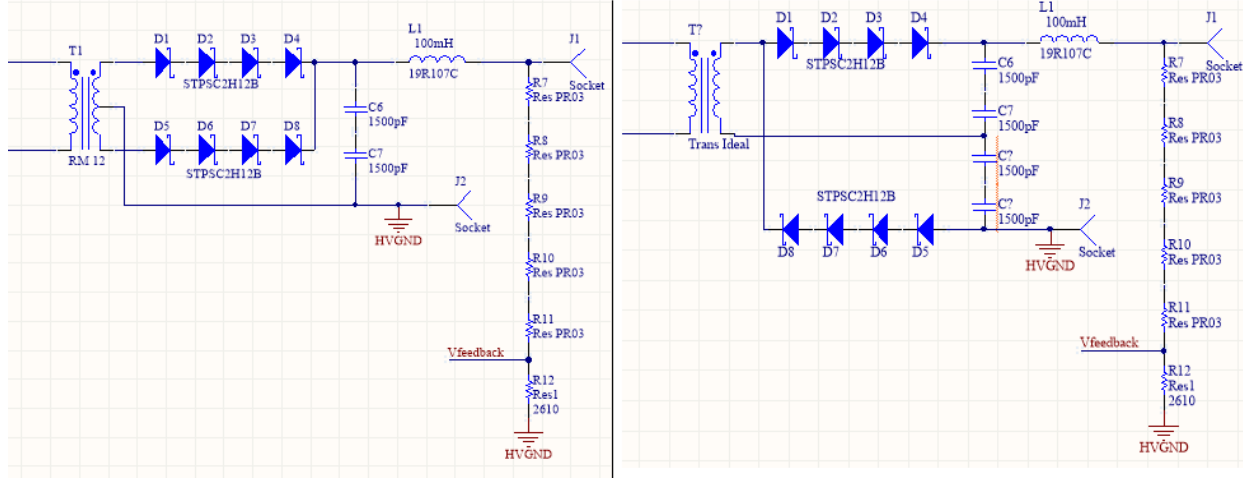 T1
D1
D2
D3
D4
STPSC2H12B
L1
100mH
19R107C
J1
Socket
R7
Res PR03
C6
1500pF
R8
Res PR03
D5
D6
D7
D8
STPSC2H12B
C7
1500pF
RM 12
J2
Socket
R9
Res PR03
HVGND
R10
Res PR03
R11
Res PR03
Vfeedback
R12
Res1
2610
HVGND
T?
D1
D2
D3
D4
STPSC2H12B
L1
100mH
19R107C
J1
Socket
C6
1500pF
R7
Res PR03
C7
1500pF
R8
Res PR03
Trans Ideal
C?
1500pF
R9
Res PR03
STPSC2H12B
C?
1500pF
J2
Socket
D8
D7
D6
D5
HVGND
R10
Res PR03
R11
Res PR03
Vfeedback
R12
Res1
2610
HVGND